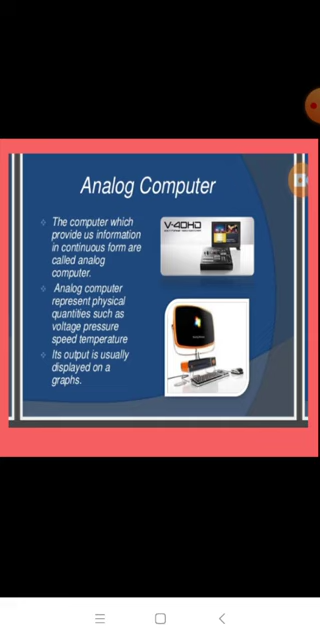 Analog Computer
The computer which
provide us information
in continuous form are
called analog
computer.
Analog computer
represent physical
quantities such as
voltage pressure
speed temperature
Its output is usually
displayed on a
graphs.
V-40HD